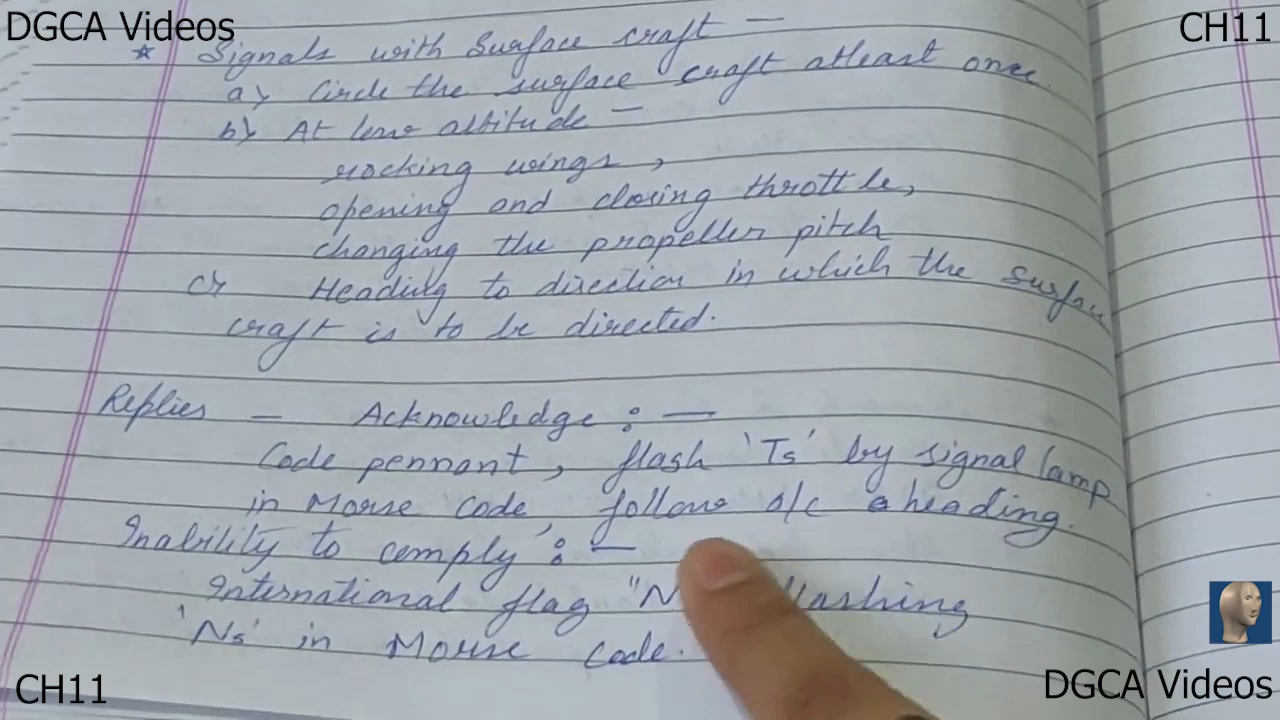 DGCA Videos
CH11
* Signals with Surface craft —
a) Circle the surface craft atleast once.
b) At low altitude —
rocking wings,
opening and closing throttle,
changing the propeller pitch
c) Heading to direction in which the surface
craft is to be directed.
Replies — Acknowledge : —
Code pennant, flash 'Ts' by signal lamp
in Morse Code, follow a/c heading.
Inability to comply : —
International flag "N flashing
'Ns' in Morse Code.
CH11
DGCA Videos